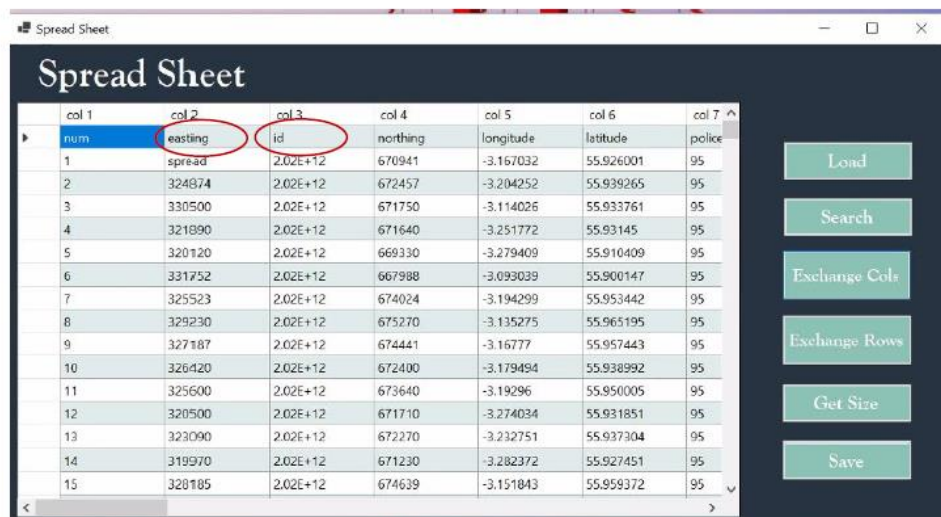 Spread Sheet
Spread Sheet
col 1 col 2 col 3 col 4 col 5 col 6 col 7
num easting id northing longitude latitude police
1 spread 2.02E+12 670941 -3.167032 55.926001 95
2 324874 2.02E+12 672457 -3.204252 55.939265 95
3 330500 2.02E+12 671750 -3.114026 55.933761 95
4 321890 2.02E+12 671640 -3.251772 55.93145 95
5 320120 2.02E+12 669330 -3.279409 55.910409 95
6 331752 2.02E+12 667988 -3.093039 55.900147 95
7 325523 2.02E+12 674024 -3.194299 55.953442 95
8 329230 2.02E+12 675270 -3.135275 55.965195 95
9 327187 2.02E+12 674441 -3.16777 55.957443 95
10 326420 2.02E+12 672400 -3.179494 55.938992 95
11 325600 2.02E+12 673640 -3.19296 55.950005 95
12 320500 2.02E+12 671710 -3.274034 55.931851 95
13 323090 2.02E+12 672270 -3.232751 55.937304 95
14 319970 2.02E+12 671230 -3.282372 55.927451 95
15 328185 2.02E+12 674639 -3.151843 55.959372 95
Load
Search
Exchange Cols
Exchange Rows
Get Size
Save